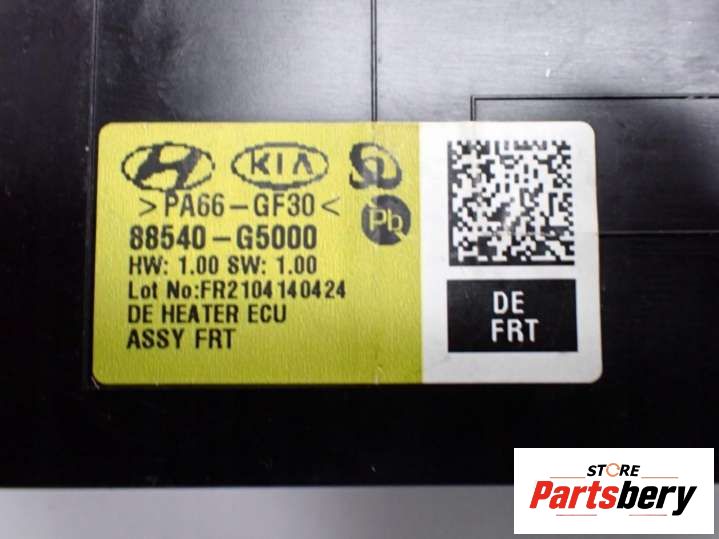 KIA
>PA66-GF30<
Pb
88540-G5000
HW: 1.00 SW: 1.00
Lot No:FR2104140424
DE HEATER ECU
ASSY FRT
DE
FRT
STORE
Partsbery